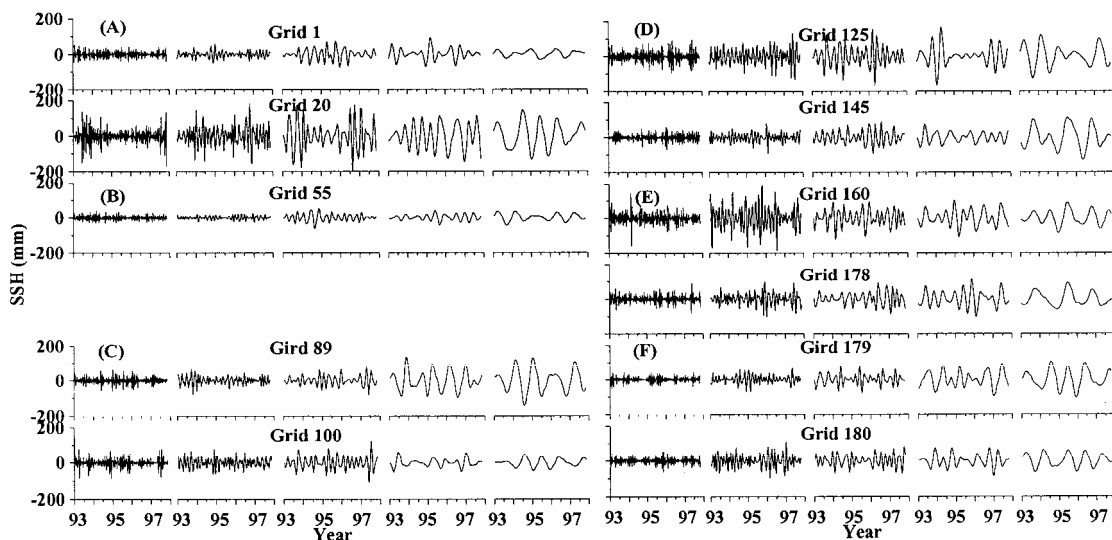 200 (A) Grid 1
0
-200
200 Grid 20
0
-200
200 (B) Grid 55
0
-200
SSH (mm)
200 (C) Gird 89
0
-200
200 Grid 100
0
-200
93 95 97 93 95 97 93 95 97 93 95 97 93 95 97
Year
(D) Grid 125
Grid 145
(E) Grid 160
Grid 178
(F) Grid 179
Grid 180
93 95 97 93 95 97 93 95 97 93 95 97 93 95 97
Year